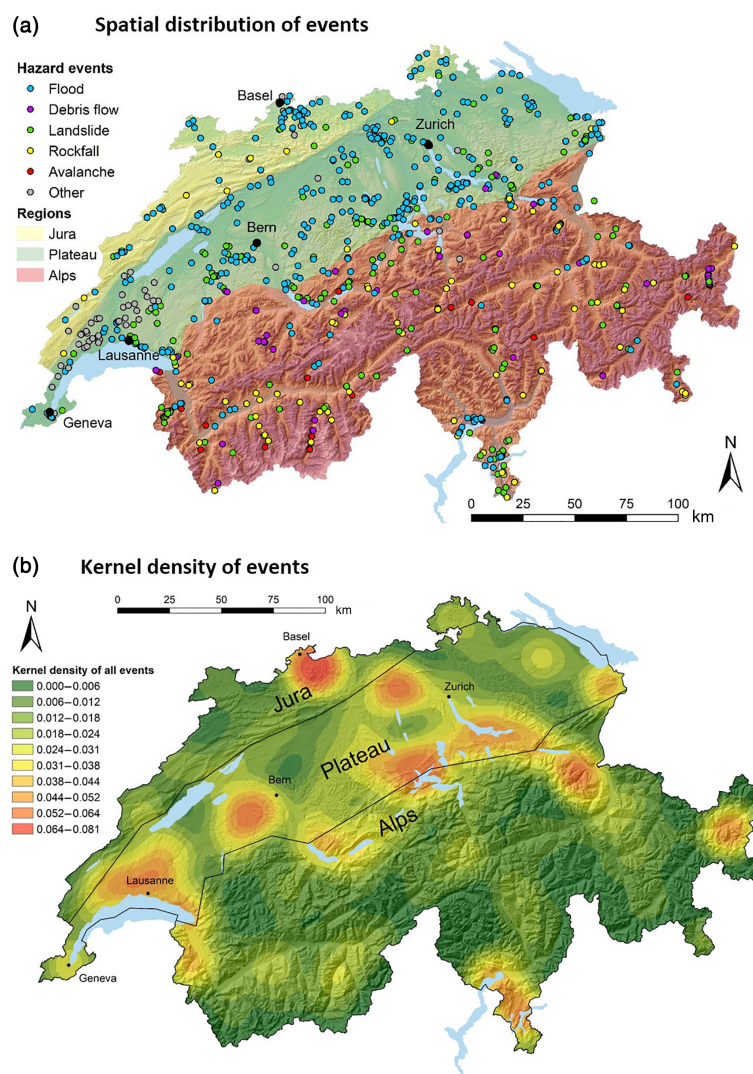 (a) Spatial distribution of events
Hazard events
Flood
Debris flow
Landslide
Rockfall
Avalanche
Other
Regions
Jura
Plateau
Alps
Basel
Zurich
Bern
Lausanne
Geneva
N
0 25 50 75 100
km
(b) Kernel density of events
N
0 25 50 75 100
km
Kernel density of all events
0.000–0.006
0.006–0.012
0.012–0.018
0.018–0.024
0.024–0.031
0.031–0.038
0.038–0.044
0.044–0.052
0.052–0.064
0.064–0.081
Basel
Jura
Zurich
Plateau
Bern
Alps
Lausanne
Geneva